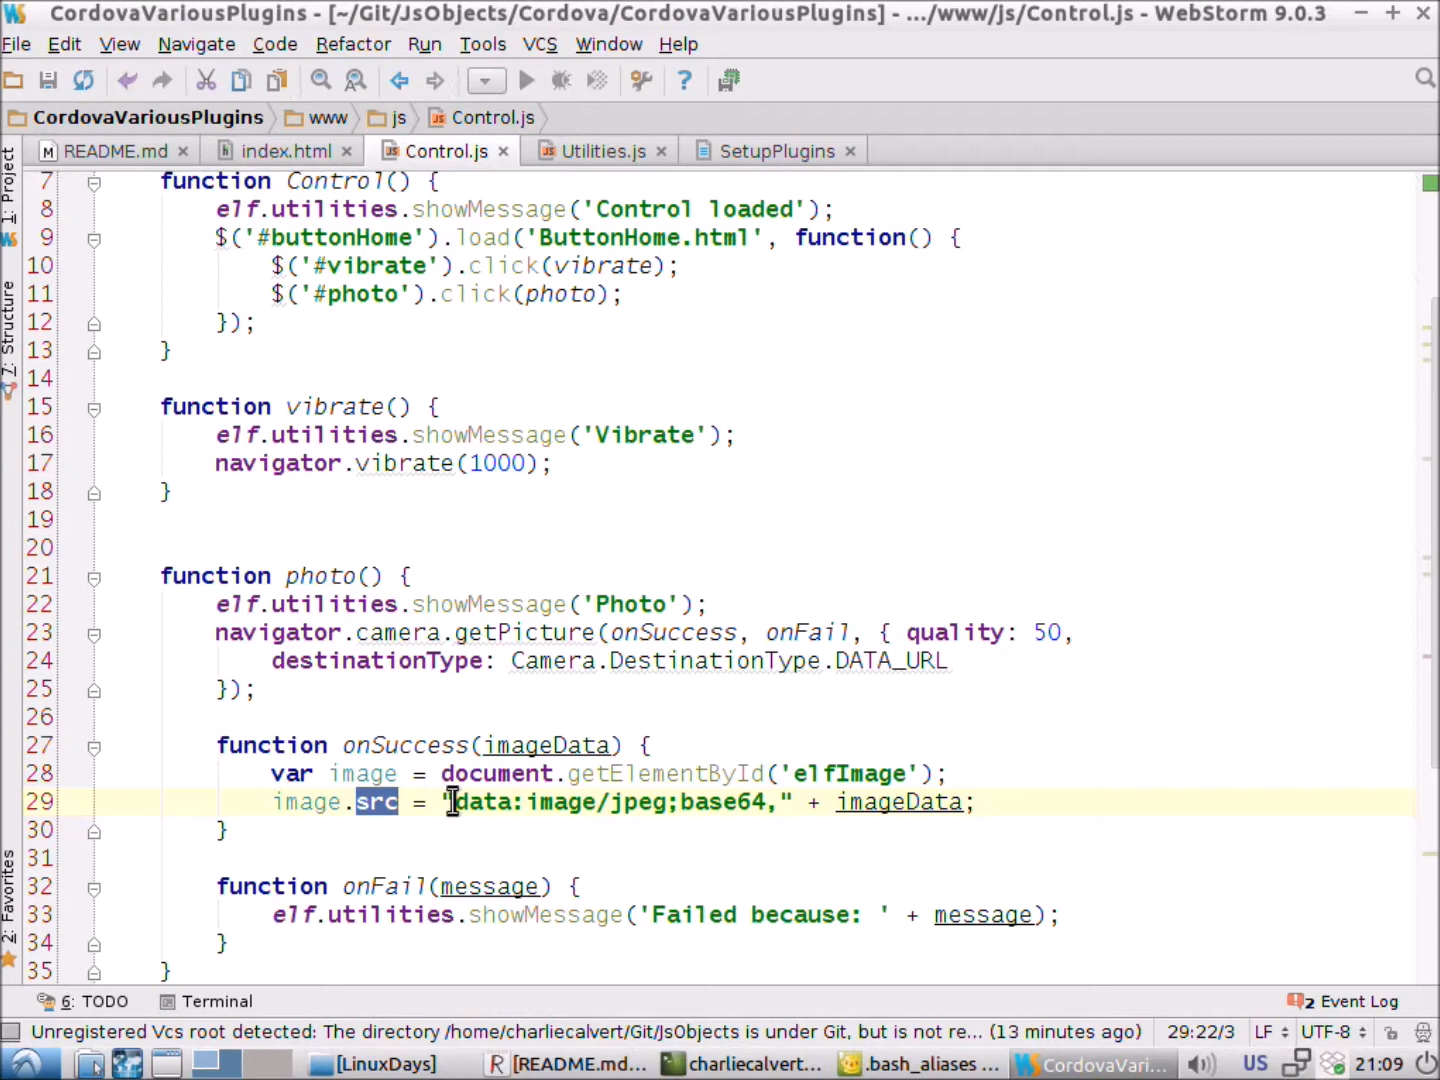 CordovaVariousPlugins - [~/Git/JsObjects/Cordova/CordovaVariousPlugins] - .../www/js/Control.js - WebStorm 9.0.3
File Edit View Navigate Code Refactor Run Tools VCS Window Help
CordovaVariousPlugins www js Control.js
README.md index.html Control.js Utilities.js SetupPlugins
1: Project
7: Structure
2: Favorites
7 function Control() {
8 elf.utilities.showMessage('Control loaded');
9 $('#buttonHome').load('ButtonHome.html', function() {
10 $('#vibrate').click(vibrate);
11 $('#photo').click(photo);
12 });
13 }
14
15 function vibrate() {
16 elf.utilities.showMessage('Vibrate');
17 navigator.vibrate(1000);
18 }
19
20
21 function photo() {
22 elf.utilities.showMessage('Photo');
23 navigator.camera.getPicture(onSuccess, onFail, { quality: 50,
24 destinationType: Camera.DestinationType.DATA_URL
25 });
26
27 function onSuccess(imageData) {
28 var image = document.getElementById('elfImage');
29 image.src = "data:image/jpeg;base64," + imageData;
30 }
31
32 function onFail(message) {
33 elf.utilities.showMessage('Failed because: ' + message);
34 }
35 }
6: TODO Terminal 2 Event Log
Unregistered Vcs root detected: The directory /home/charliecalvert/Git/JsObjects is under Git, but is not re... (13 minutes ago) 29:22/3 LF UTF-8
[LinuxDays] [README.md... charliecalvert... .bash_aliases ... CordovaVari... US 21:09